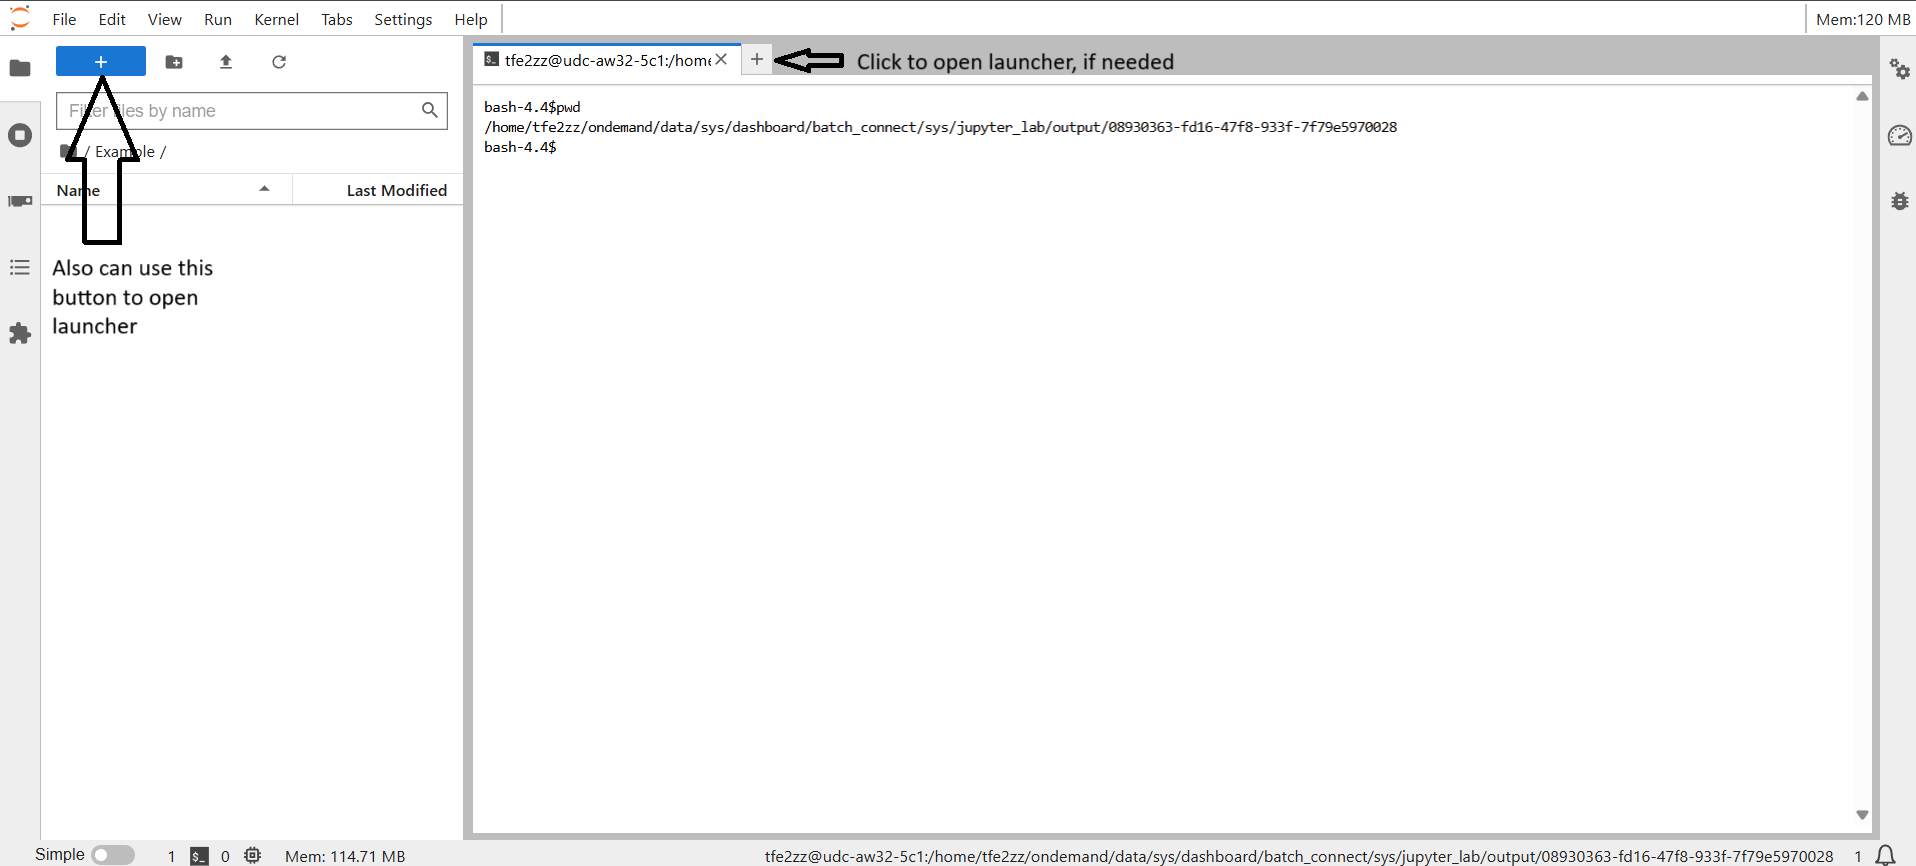 File Edit View Run Kernel Tabs Settings Help
Mem:120 MB
tfe2zz@udc-aw32-5c1:/home
Click to open launcher, if needed
Filter files by name
/ Example /
Name
Last Modified
Also can use this
button to open
launcher
bash-4.4$pwd
/home/tfe2zz/ondemand/data/sys/dashboard/batch_connect/sys/jupyter_lab/output/08930363-fd16-47f8-933f-7f79e5970028
bash-4.4$
Simple
1 $_ 0 Mem: 114.71 MB
tfe2zz@udc-aw32-5c1:/home/tfe2zz/ondemand/data/sys/dashboard/batch_connect/sys/jupyter_lab/output/08930363-fd16-47f8-933f-7f79e5970028
1